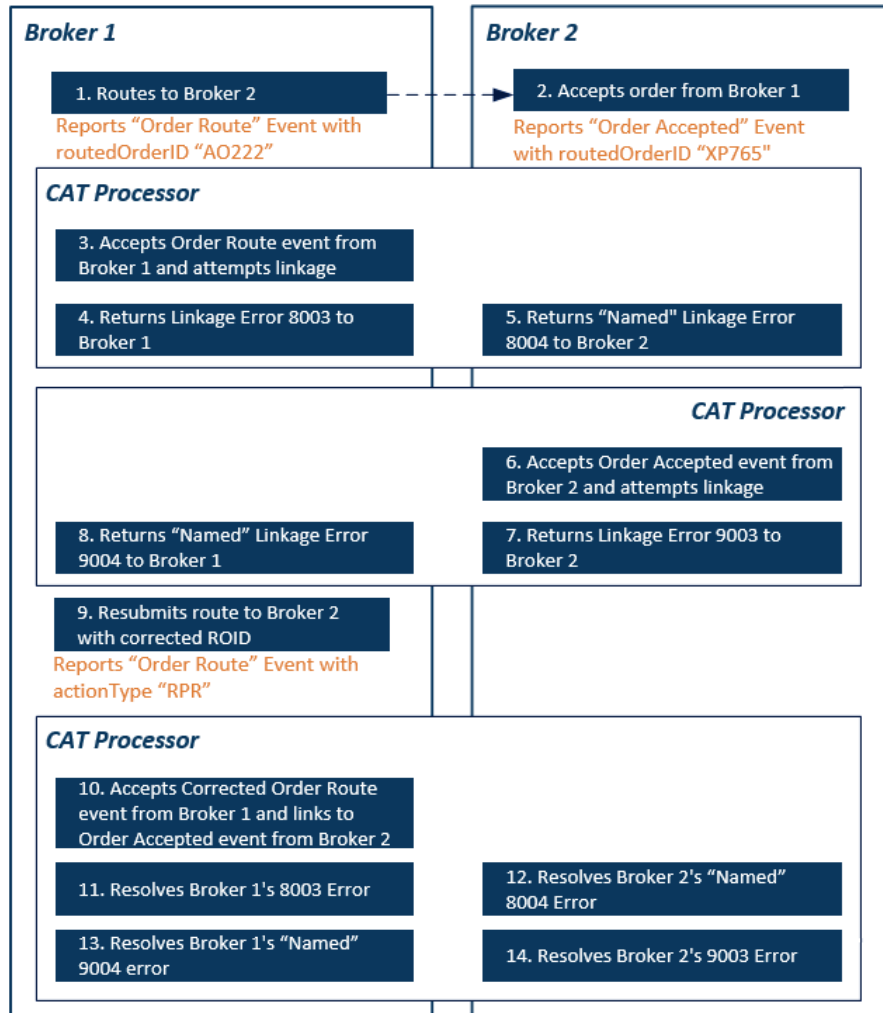 Broker 1
Broker 2
1. Routes to Broker 2
2. Accepts order from Broker 1
Reports “Order Route” Event with
routedOrderID “AO222”
Reports “Order Accepted” Event
with routedOrderID “XP765"
CAT Processor
3. Accepts Order Route event from
Broker 1 and attempts linkage
4. Returns Linkage Error 8003 to
Broker 1
5. Returns “Named" Linkage Error
8004 to Broker 2
CAT Processor
6. Accepts Order Accepted event from
Broker 2 and attempts linkage
8. Returns “Named” Linkage Error
9004 to Broker 1
7. Returns Linkage Error 9003 to
Broker 2
9. Resubmits route to Broker 2
with corrected ROID
Reports “Order Route” Event with
actionType “RPR”
CAT Processor
10. Accepts Corrected Order Route
event from Broker 1 and links to
Order Accepted event from Broker 2
11. Resolves Broker 1's 8003 Error
12. Resolves Broker 2's “Named”
8004 Error
13. Resolves Broker 1's “Named”
9004 error
14. Resolves Broker 2's 9003 Error